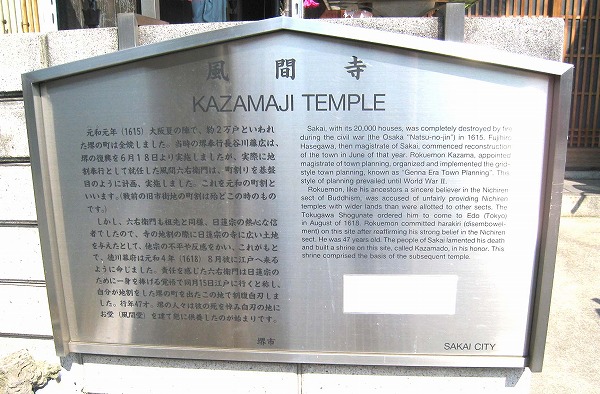 風間寺
KAZAMAJI TEMPLE
元和元年(1615)大阪夏の陣で、約2万戸といわれ
た堺の町は全焼しました。当時の堺奉行長谷川藤広は、
堺の復興を6月18日より実施しましたが、実際に地
割奉行として就任した風間六右衛門は、町割りを碁盤
目のように計画、実施しました。これを元和の町割と
いいます。(戦前の旧市街地の町割は殆どこの時のもの
です。)
しかし、六右衛門も祖先と同様、日蓮宗の熱心な信
者でしたので、寺の地割の際に日蓮宗の寺に広い土地
を与えたとして、他宗の不平や反感をかい、これがもと
で、徳川幕府は元和4年(1618)8月彼に江戸へ来るよ
うに命じました。責任を感じた六右衛門は日蓮宗の
ために一身を捧げる覚悟で同月15日江戸に行くと称し、
自分が地割をした堺の町を出たこの地で割腹自刃しま
した。行年47才。堺の人々は彼の死を悼み自刃の地に
お堂(風間堂)を建て懇に供養したのが始まりです。
堺市
Sakai, with its 20,000 houses, was completely destroyed by fire
during the civil war (the Osaka "Natsu-no-jin") in 1615. Fujihiro
Hasegawa, then magistrate of Sakai, commenced reconstruction
of the town in June of that year. Rokuemon Kazama, appointed
magistrate of town planning, organized and implemented the grid-
style town planning, known as "Genna Era Town Planning". This
style of planning prevailed until World War II.
Rokuemon, like his ancestors a sincere believer in the Nichiren
sect of Buddhism, was accused of unfairly providing Nichiren
temples with wider lands than were allotted to other sects. The
Tokugawa Shogunate ordered him to come to Edo (Tokyo)
in August of 1618. Rokuemon committed harakiri (disembowel-
ment) on this site after reaffirming his strong belief in the Nichiren
sect. He was 47 years old. The people of Sakai lamented his death
and built a shrine on this site, called Kazamado, in his honor. This
shrine comprised the basis of the subsequent temple.
SAKAI CITY